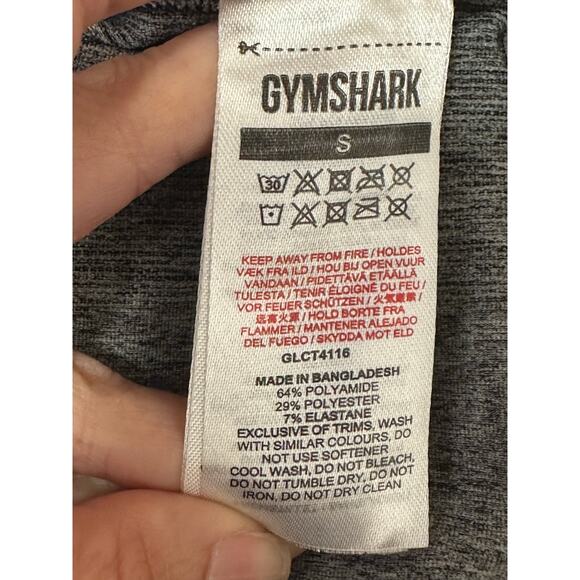 GYMSHARK
S
30
KEEP AWAY FROM FIRE / HOLDES
VÆK FRA ILD / HOU BIJ OPEN VUUR
VANDAAN / PIDETTÄVÄ ETÄÄLLÄ
TULESTA / TENIR ÉLOIGNÉ DU FEU /
VOR FEUER SCHÜTZEN / 火気厳禁 /
远离火源 / HOLD BORTE FRA
FLAMMER / MANTENER ALEJADO
DEL FUEGO / SKYDDA MOT ELD
GLCT4116
MADE IN BANGLADESH
64% POLYAMIDE
29% POLYESTER
7% ELASTANE
EXCLUSIVE OF TRIMS, WASH
WITH SIMILAR COLOURS, DO
NOT USE SOFTENER
COOL WASH, DO NOT BLEACH,
DO NOT TUMBLE DRY, DO NOT
IRON, DO NOT DRY CLEAN